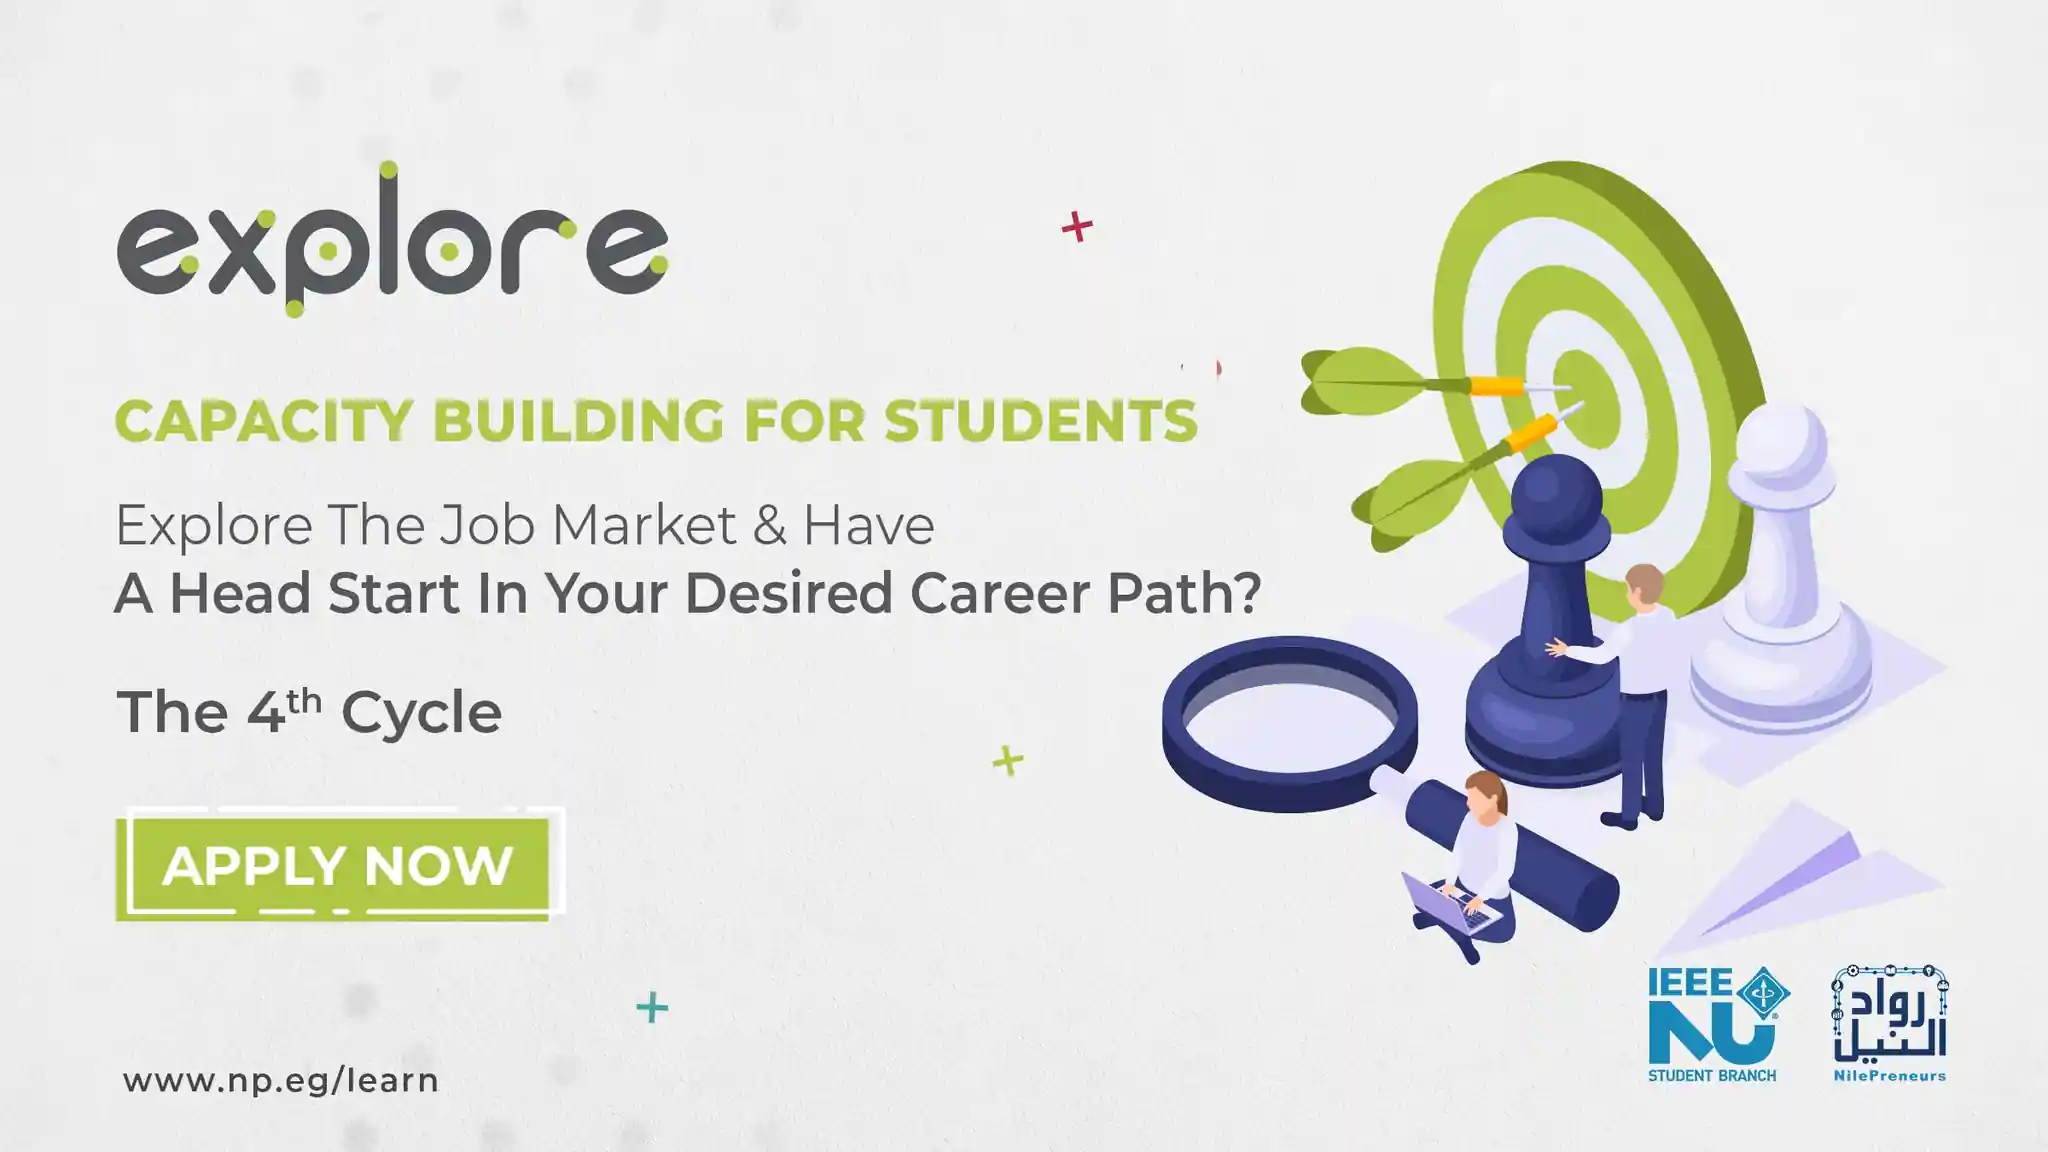 explore
CAPACITY BUILDING FOR STUDENTS
Explore The Job Market & Have
A Head Start In Your Desired Career Path?
The 4th Cycle
APPLY NOW
www.np.eg/learn
IEEE
NU
®
STUDENT BRANCH
رواد
النيل
NilePreneurs